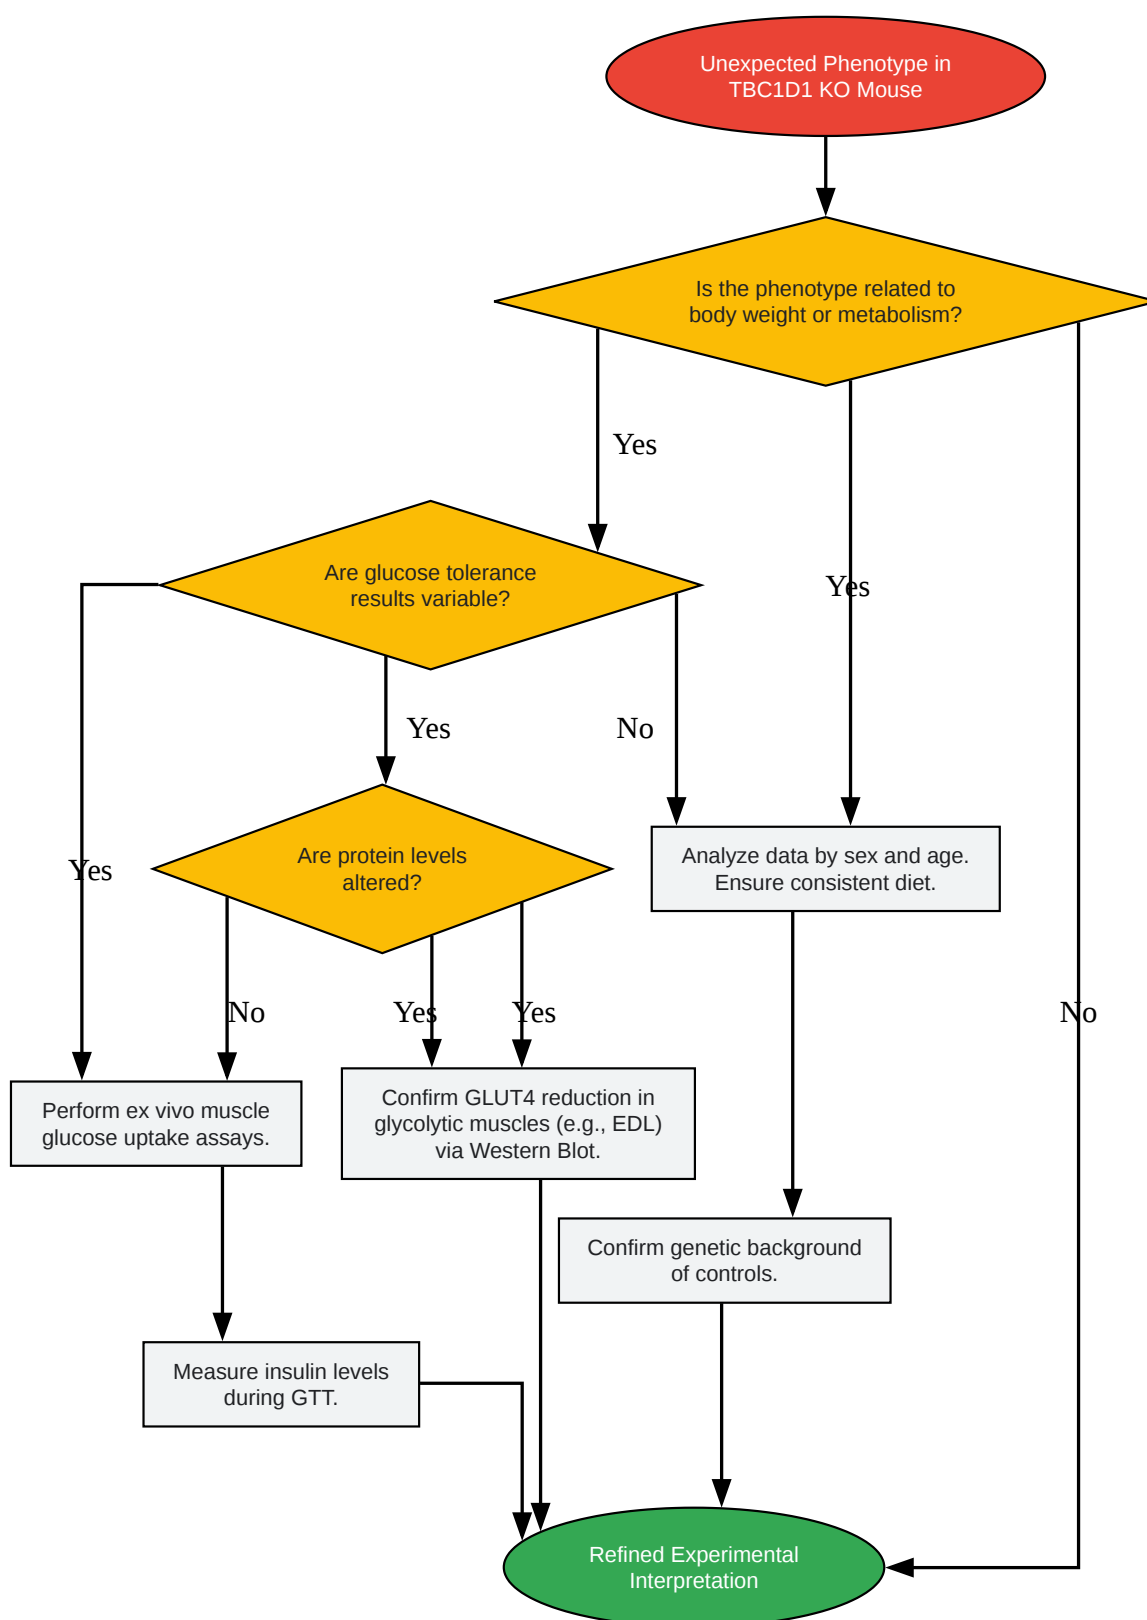 Unexpected Phenotype in
TBC1D1 KO Mouse
Is the phenotype related to
body weight or metabolism?
Yes
Are glucose tolerance
results variable?
Yes
Yes
No
Are protein levels
altered?
Analyze data by sex and age.
Ensure consistent diet.
Yes
No
Yes
Yes
No
Perform ex vivo muscle
glucose uptake assays.
Confirm GLUT4 reduction in
glycolytic muscles (e.g., EDL)
via Western Blot.
Confirm genetic background
of controls.
Measure insulin levels
during GTT.
Refined Experimental
Interpretation